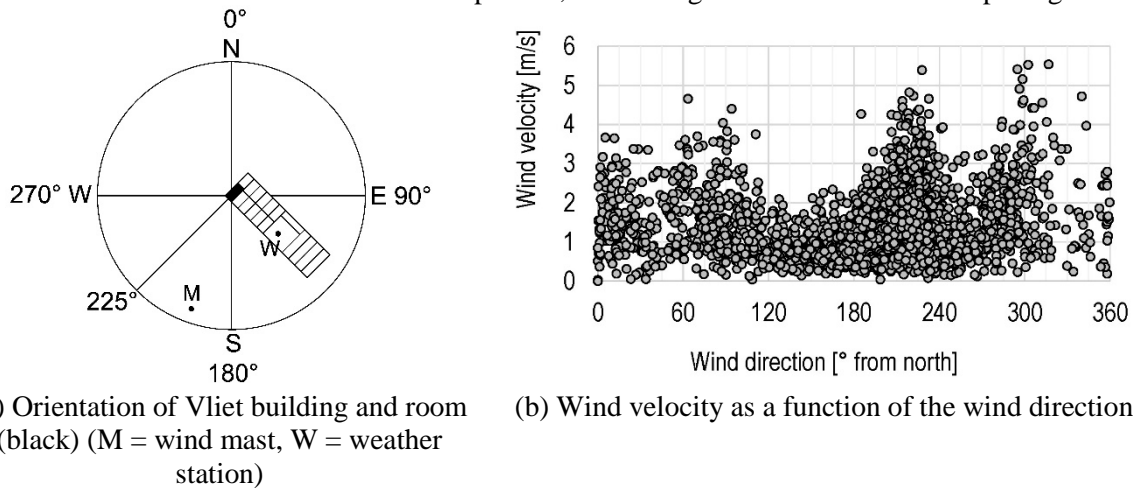 0°
N
270° W
E 90°
W
225°
M
S
180°
) Orientation of Vliet building and room
(black) (M = wind mast, W = weather
station)
Wind velocity [m/s]
6
5
4
3
2
1
0
0 60 120 180 240 300 360
Wind direction [° from north]
(b) Wind velocity as a function of the wind direction